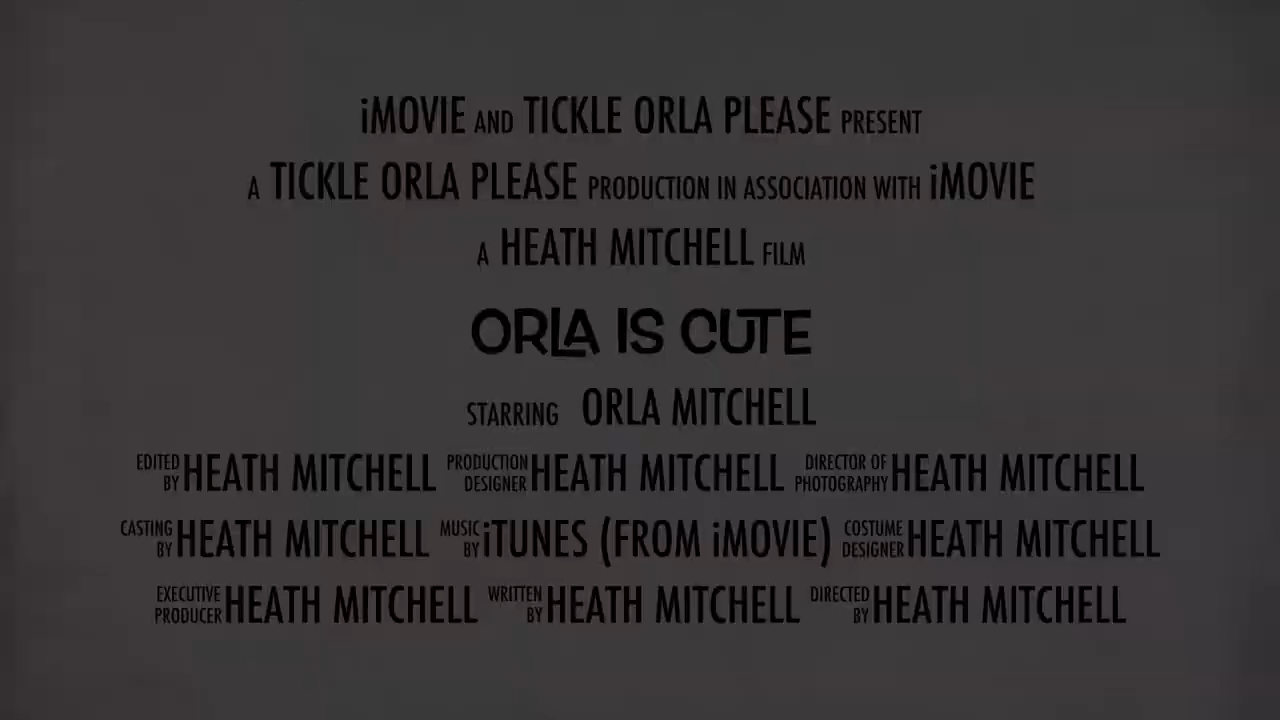 iMOVIE AND TICKLE ORLA PLEASE PRESENT
A TICKLE ORLA PLEASE PRODUCTION IN ASSOCIATION WITH iMOVIE
A HEATH MITCHELL FILM
ORLA IS CUTE
STARRING ORLA MITCHELL
EDITED BY HEATH MITCHELL PRODUCTION DESIGNER HEATH MITCHELL DIRECTOR OF PHOTOGRAPHY HEATH MITCHELL
CASTING BY HEATH MITCHELL MUSIC BY iTUNES (FROM iMOVIE) COSTUME DESIGNER HEATH MITCHELL
EXECUTIVE PRODUCER HEATH MITCHELL WRITTEN BY HEATH MITCHELL DIRECTED BY HEATH MITCHELL